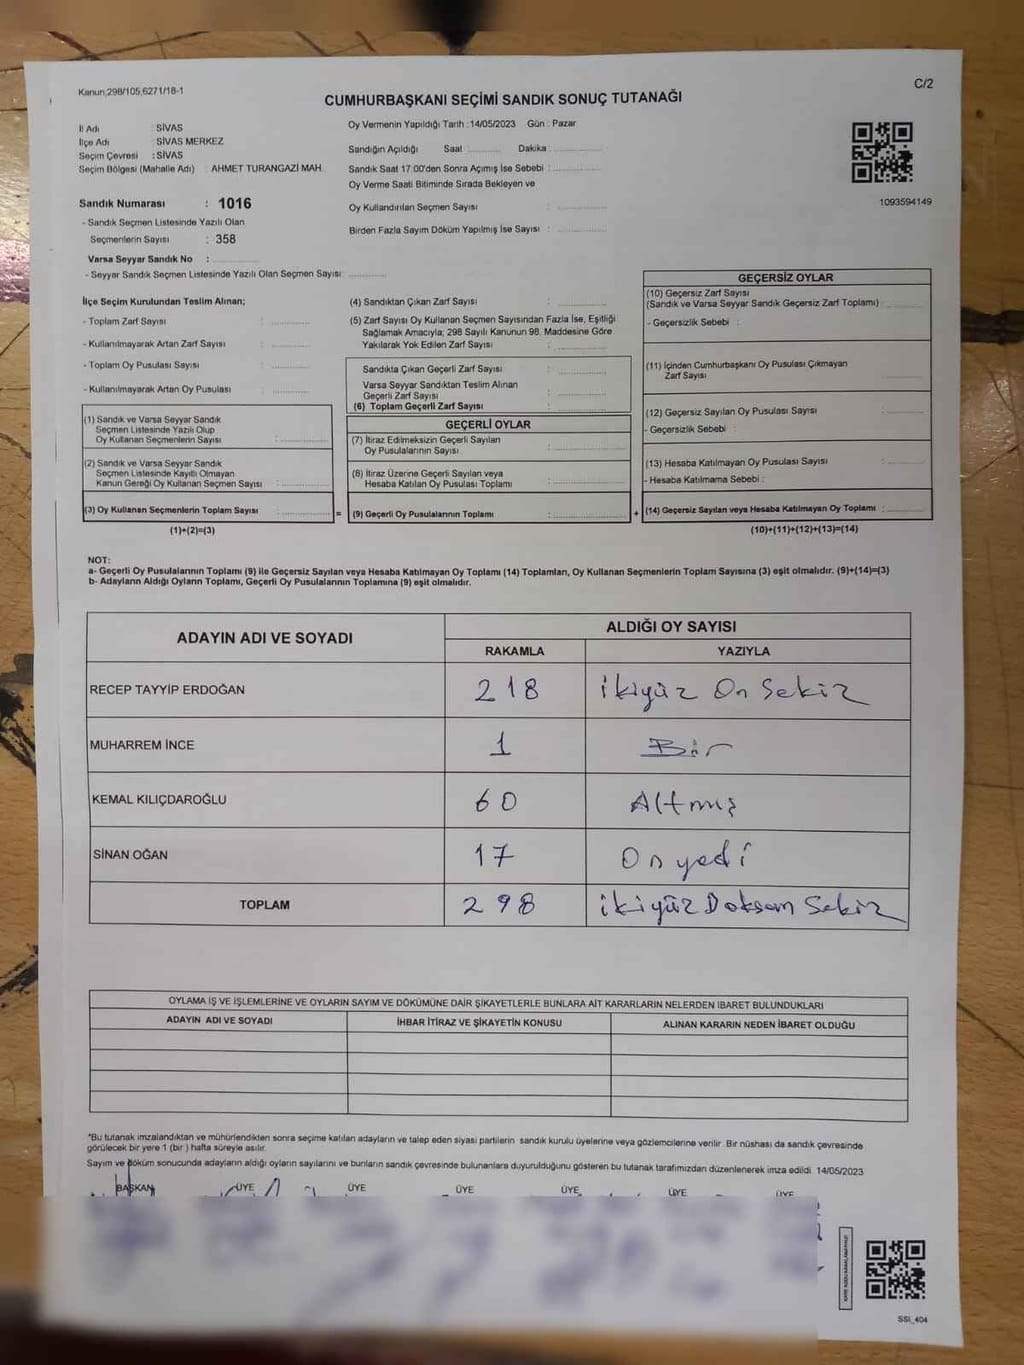 Kanun,298/105,6271/18-1
C/2
CUMHURBAŞKANI SEÇİMİ SANDIK SONUÇ TUTANAĞI
İl Adı : SİVAS
İlçe Adı : SİVAS MERKEZ
Seçim Çevresi : SİVAS
Seçim Bölgesi (Mahalle Adı) : AHMET TURANGAZİ MAH.
Sandık Numarası : 1016
- Sandık Seçmen Listesinde Yazılı Olan
Seçmenlerin Sayısı : 358
Varsa Seyyar Sandık No :
- Seyyar Sandık Seçmen Listesinde Yazılı Olan Seçmen Sayısı:
Oy Vermenin Yapıldığı Tarih :14/05/2023 Gün : Pazar
Sandığın Açıldığı Saat Dakika :
Sandık Saat 17.00'den Sonra Açılmış İse Sebebi :
Oy Verme Saati Bitiminde Sırada Bekleyen ve
Oy Kullandırılan Seçmen Sayısı :
Birden Fazla Sayım Döküm Yapılmış İse Sayısı :
1093594149
İlçe Seçim Kurulundan Teslim Alınan;
- Toplam Zarf Sayısı :
- Kullanılmayarak Artan Zarf Sayısı :
- Toplam Oy Pusulası Sayısı :
- Kullanılmayarak Artan Oy Pusulası :
(1) Sandık ve Varsa Seyyar Sandık
Seçmen Listesinde Yazılı Olup
Oy Kullanan Seçmenlerin Sayısı :
(2) Sandık ve Varsa Seyyar Sandık
Seçmen Listesinde Kayıtlı Olmayan
Kanun Gereği Oy Kullanan Seçmen Sayısı :
(3) Oy Kullanan Seçmenlerin Toplam Sayısı :
(1)+(2)=(3)
(4) Sandıktan Çıkan Zarf Sayısı :
(5) Zarf Sayısı Oy Kullanan Seçmen Sayısından Fazla İse, Eşitliği
Sağlamak Amacıyla; 298 Sayılı Kanunun 98. Maddesine Göre
Yakılarak Yok Edilen Zarf Sayısı :
Sandıkta Çıkan Geçerli Zarf Sayısı :
Varsa Seyyar Sandıktan Teslim Alınan
Geçerli Zarf Sayısı :
(6) Toplam Geçerli Zarf Sayısı :
GEÇERLİ OYLAR
(7) İtiraz Edilmeksizin Geçerli Sayılan
Oy Pusulalarının Sayısı :
(8) İtiraz Üzerine Geçerli Sayılan veya
Hesaba Katılan Oy Pusulası Toplamı :
= (9) Geçerli Oy Pusulalarının Toplamı :
GEÇERSİZ OYLAR
(10) Geçersiz Zarf Sayısı
(Sandık ve Varsa Seyyar Sandık Geçersiz Zarf Toplamı) :
- Geçersizlik Sebebi :
(11) İçinden Cumhurbaşkanı Oy Pusulası Çıkmayan
Zarf Sayısı :
(12) Geçersiz Sayılan Oy Pusulası Sayısı :
- Geçersizlik Sebebi :
(13) Hesaba Katılmayan Oy Pusulası Sayısı :
- Hesaba Katılmama Sebebi :
+ (14) Geçersiz Sayılan veya Hesaba Katılmayan Oy Toplamı :
(10)+(11)+(12)+(13)=(14)
NOT:
a- Geçerli Oy Pusulalarının Toplamı (9) ile Geçersiz Sayılan veya Hesaba Katılmayan Oy Toplamı (14) Toplamları, Oy Kullanan Seçmenlerin Toplam Sayısına (3) eşit olmalıdır. (9)+(14)=(3)
b- Adayların Aldığı Oyların Toplamı, Geçerli Oy Pusulalarının Toplamına (9) eşit olmalıdır.
ADAYIN ADI VE SOYADI ALDIĞI OY SAYISI
RAKAMLA YAZIYLA
RECEP TAYYİP ERDOĞAN 218 İkiyüz On Sekiz
MUHARREM İNCE 1 Bir
KEMAL KILIÇDAROĞLU 60 Altmış
SİNAN OĞAN 17 On yedi
TOPLAM 298 İkiyüz Doksan Sekiz
OYLAMA İŞ VE İŞLEMLERİNE VE OYLARIN SAYIM VE DÖKÜMÜNE DAİR ŞİKAYETLERLE BUNLARA AİT KARARLARIN NELERDEN İBARET BULUNDUKLARI
ADAYIN ADI VE SOYADI İHBAR İTİRAZ VE ŞİKAYETİN KONUSU ALINAN KARARIN NEDEN İBARET OLDUĞU
*Bu tutanak imzalandıktan ve mühürlendikten sonra seçime katılan adayların ve talep eden siyasi partilerin sandık kurulu üyelerine veya gözlemcilerine verilir. Bir nüshası da sandık çevresinde
görülecek bir yere 1 (bir) hafta süreyle asılır.
Sayım ve döküm sonucunda adayların aldığı oyların sayılarını ve bunların sandık çevresinde bulunanlara duyurulduğunu gösteren bu tutanak tarafımızdan düzenlenerek imza edildi. 14/05/2023
BAŞKAN ÜYE ÜYE ÜYE ÜYE ÜYE ÜYE
SSI_404